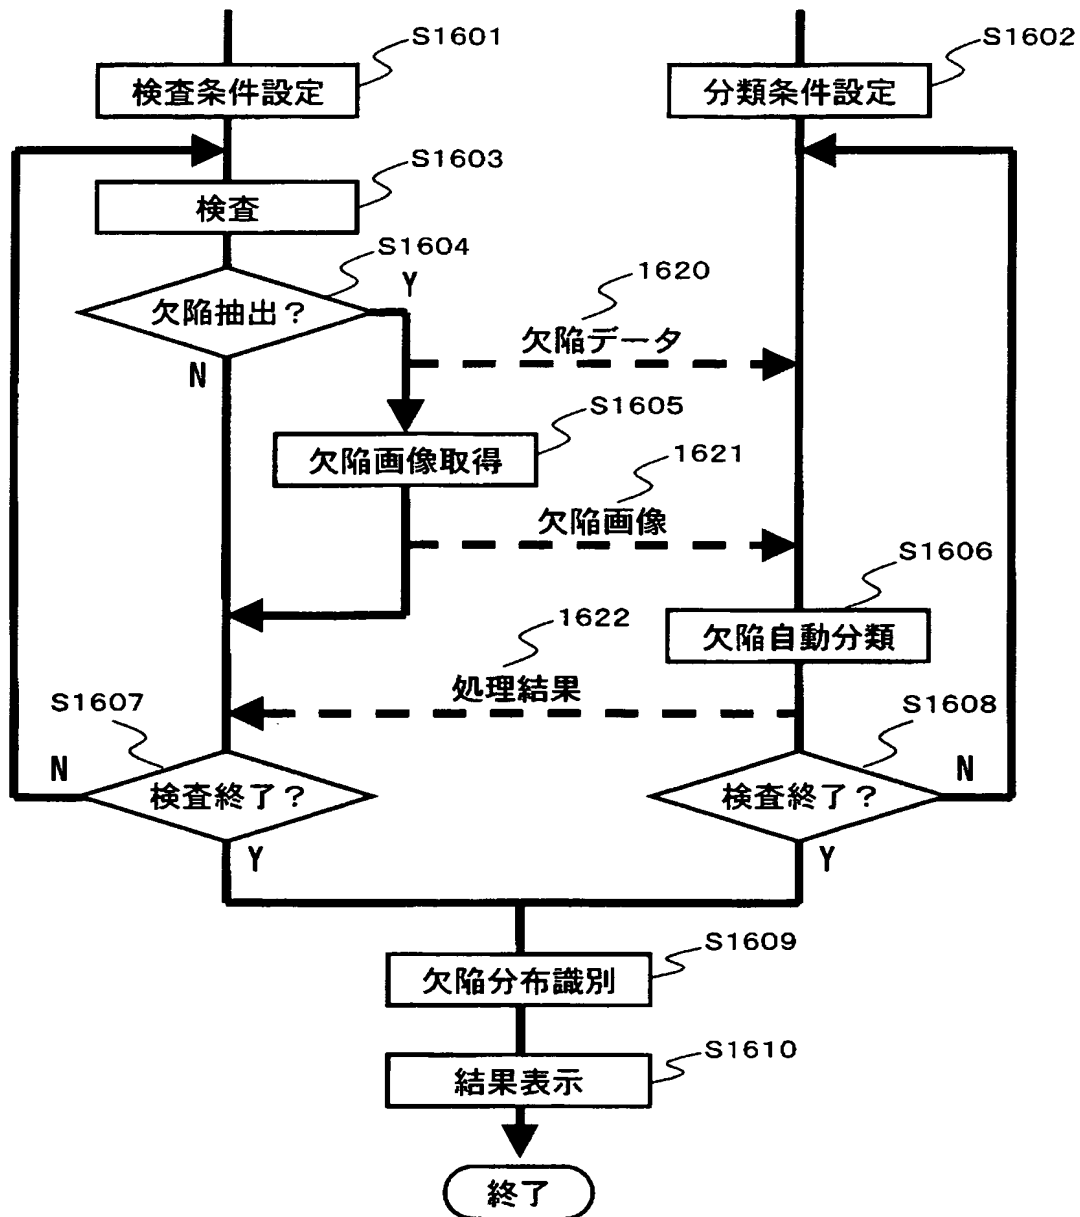 S1601
S1602
検査条件設定
分類条件設定
S1603
検査
S1604
Y
1620
欠陥抽出？
欠陥データ
N
S1605
欠陥画像取得
1621
欠陥画像
S1606
1622
欠陥自動分類
処理結果
S1607
S1608
N
検査終了？
検査終了？
N
Y
Y
S1609
欠陥分布識別
S1610
結果表示
終了